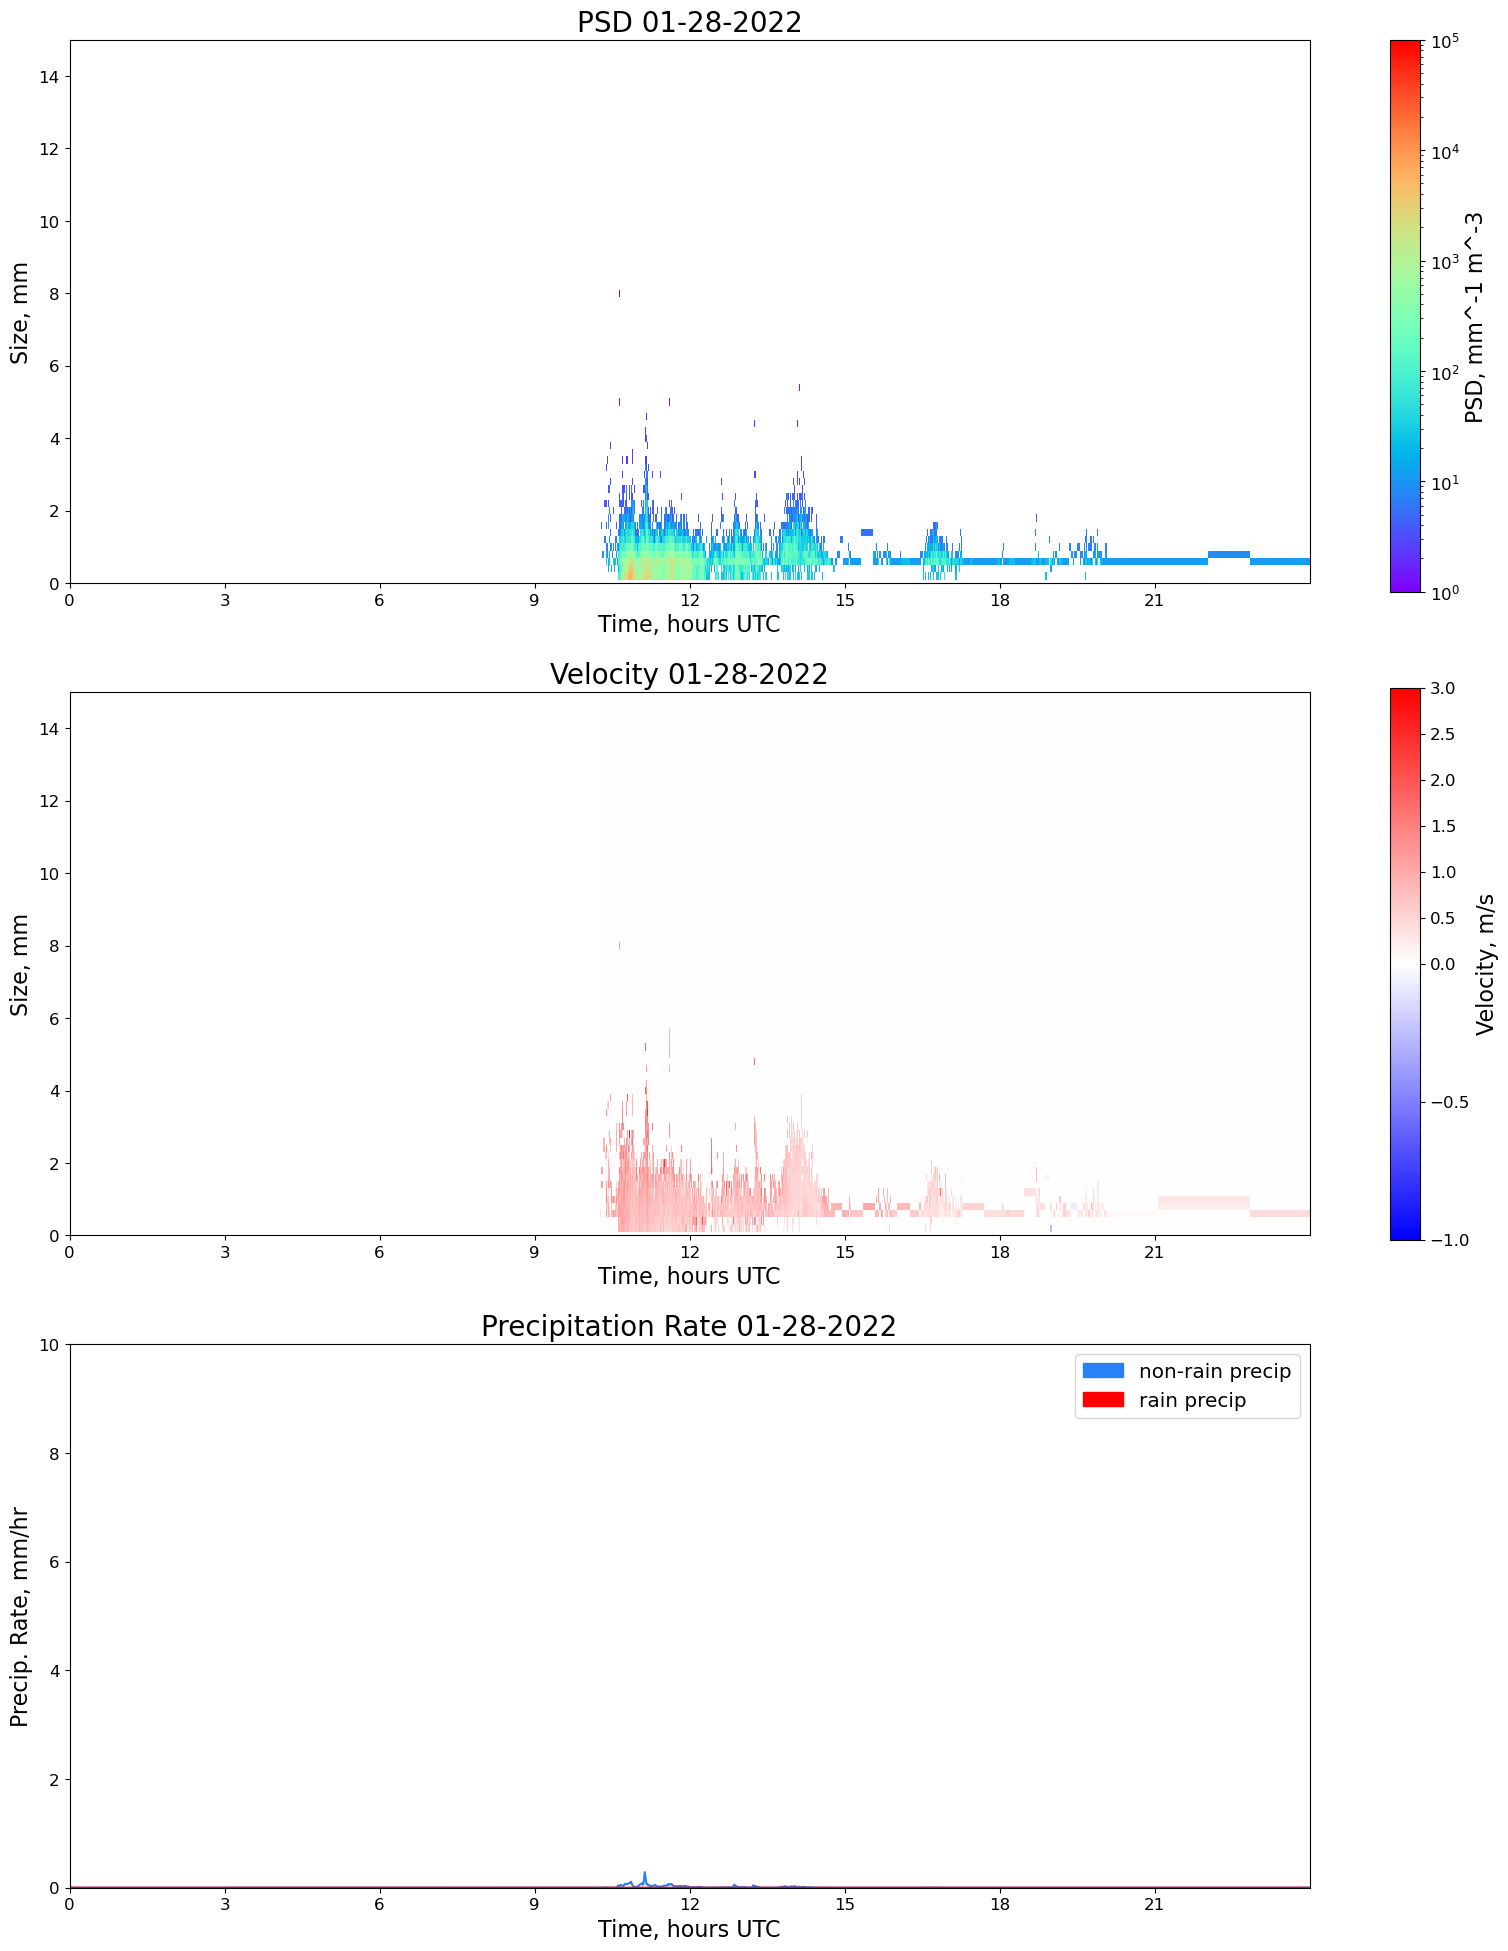 PSD 01-28-2022
14
12
10
8
6
4
2
0
Size, mm
0 3 6 9 12 15 18 21
Time, hours UTC
10^5
10^4
10^3
10^2
10^1
10^0
PSD, mm^-1 m^-3
Velocity 01-28-2022
14
12
10
8
6
4
2
0
Size, mm
0 3 6 9 12 15 18 21
Time, hours UTC
3.0
2.5
2.0
1.5
1.0
0.5
0.0
−0.5
−1.0
Velocity, m/s
Precipitation Rate 01-28-2022
10
8
6
4
2
0
Precip. Rate, mm/hr
non-rain precip
rain precip
0 3 6 9 12 15 18 21
Time, hours UTC